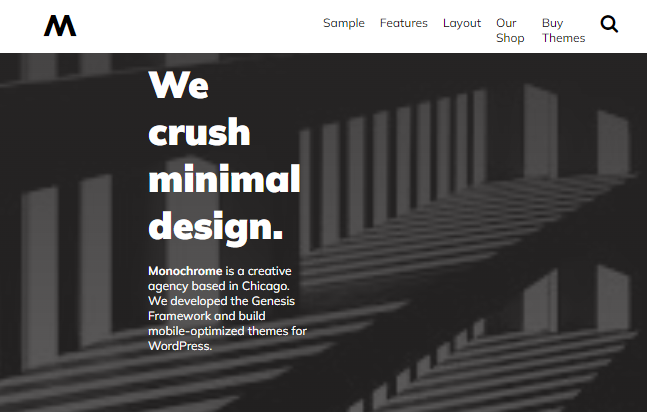 M
Sample Features Layout Our Shop Buy Themes
We
crush
minimal
design.
Monochrome is a creative
agency based in Chicago.
We developed the Genesis
Framework and build
mobile-optimized themes for
WordPress.